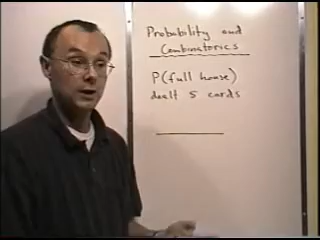 Probability and
Combinatorics
P(full house)
dealt 5 cards